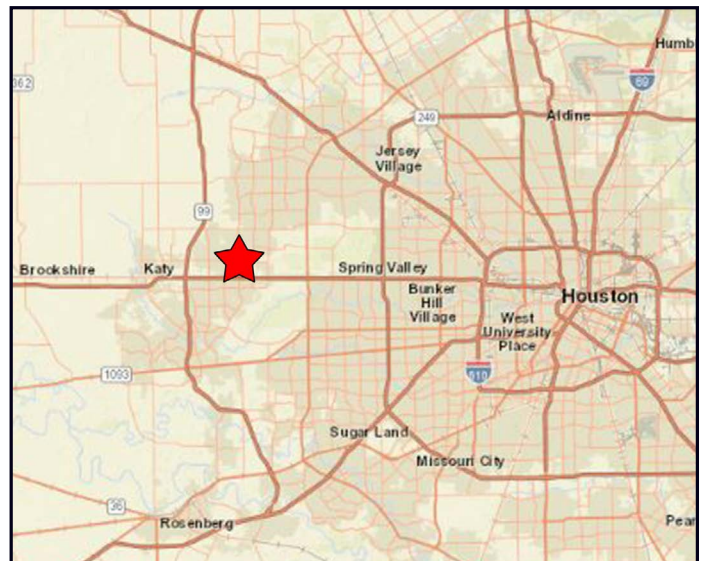 Humb
362
69
Aldine
249
Jersey
Village
99
Brookshire
Katy
Spring Valley
Bunker
Hill
Village
Houston
West
University
Place
1093
610
Sugar Land
Missouri City
36
Rosenberg
Pear